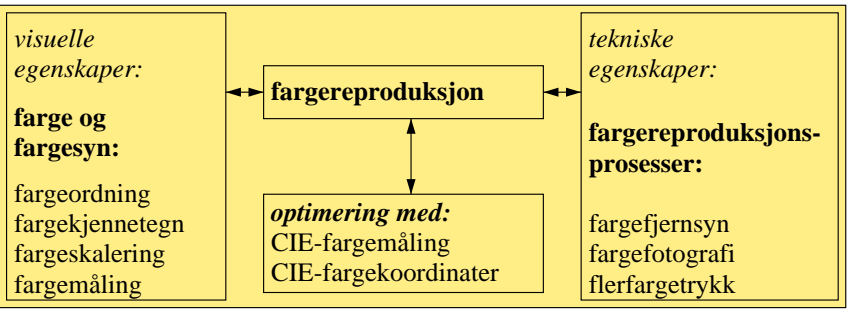 visuelle
egenskaper:
farge og
fargesyn:
fargeordning
fargekjennetegn
fargeskalering
fargemåling
fargereproduksjon
optimering med:
CIE-fargemåling
CIE-fargekoordinater
tekniske
egenskaper:
fargereproduksjons-
prosesser:
fargefjernsyn
fargefotografi
flerfargetrykk